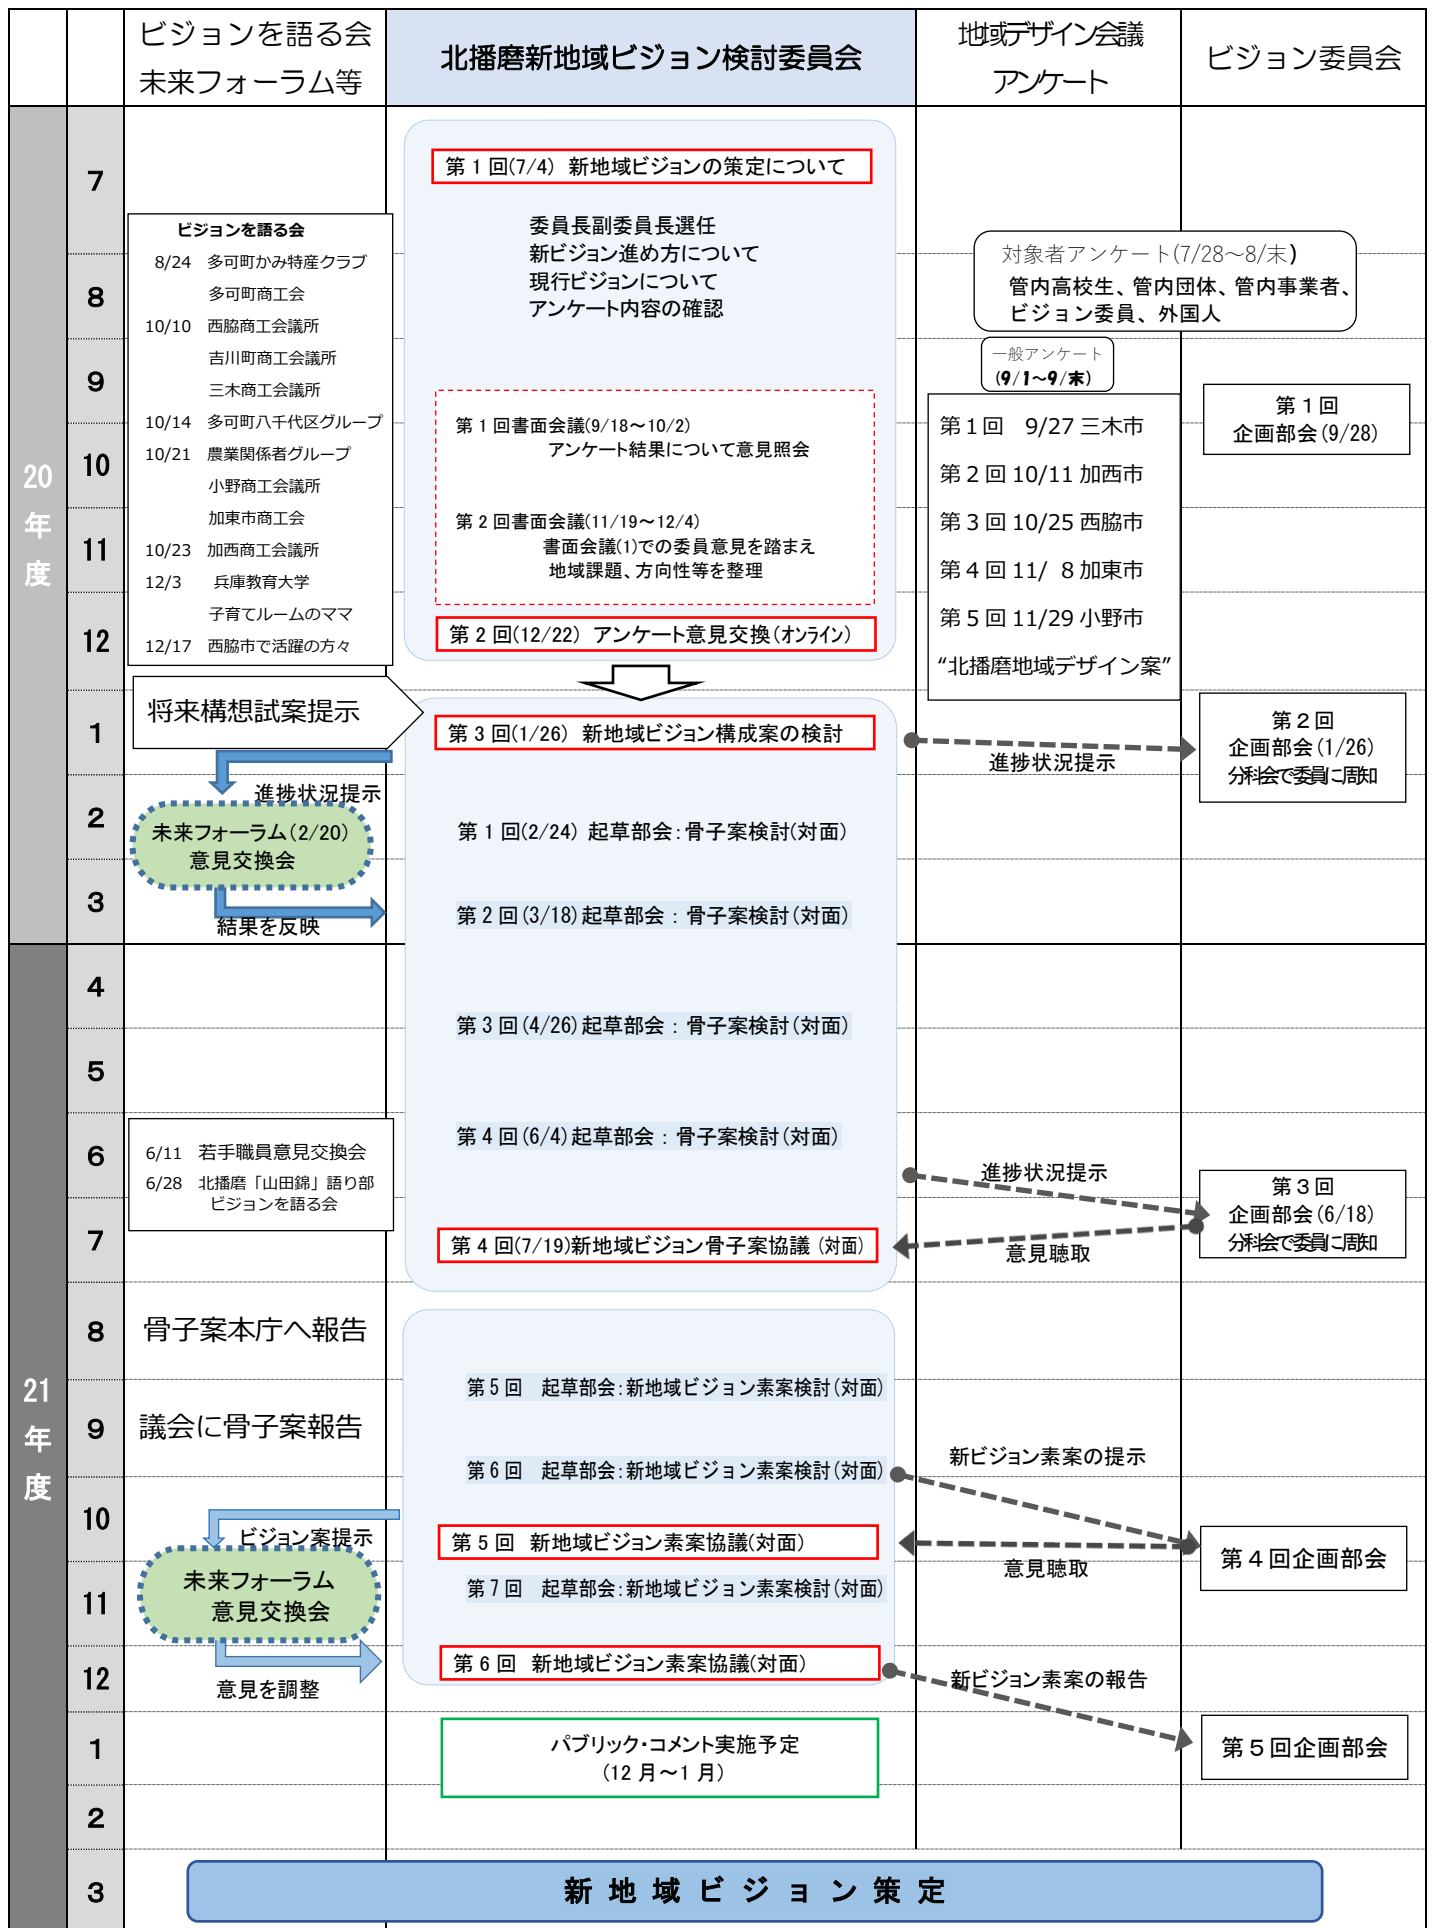 ビジョンを語る会
未来フォーラム等
北播磨新地域ビジョン検討委員会
地域デザイン会議
アンケート
ビジョン委員会
20
年
度
21
年
度
7
8
9
10
11
12
1
2
3
4
5
6
7
8
9
10
11
12
1
2
3
ビジョンを語る会
8/24 多可町かみ特産クラブ
多可町商工会
10/10 西脇商工会議所
吉川町商工会議所
三木商工会議所
10/14 多可町八千代区グループ
10/21 農業関係者グループ
小野商工会議所
加東市商工会
10/23 加西商工会議所
12/3 兵庫教育大学
子育てルームのママ
12/17 西脇市で活躍の方々
将来構想試案提示
進捗状況提示
未来フォーラム(2/20)
意見交換会
結果を反映
6/11 若手職員意見交換会
6/28 北播磨「山田錦」語り部
ビジョンを語る会
骨子案本庁へ報告
議会に骨子案報告
ビジョン案提示
未来フォーラム
意見交換会
意見を調整
第1回(7/4) 新地域ビジョンの策定について
委員長副委員長選任
新ビジョン進め方について
現行ビジョンについて
アンケート内容の確認
第1回書面会議(9/18～10/2)
アンケート結果について意見照会
第2回書面会議(11/19～12/4)
書面会議(1)での委員意見を踏まえ
地域課題、方向性等を整理
第2回(12/22) アンケート意見交換(オンライン)
第3回(1/26) 新地域ビジョン構成案の検討
第1回(2/24) 起草部会:骨子案検討(対面)
第2回(3/18)起草部会：骨子案検討(対面)
第3回(4/26)起草部会：骨子案検討(対面)
第4回(6/4)起草部会：骨子案検討(対面)
第4回(7/19)新地域ビジョン骨子案協議(対面)
第5回 起草部会:新地域ビジョン素案検討(対面)
第6回 起草部会:新地域ビジョン素案検討(対面)
第5回 新地域ビジョン素案協議(対面)
第7回 起草部会:新地域ビジョン素案検討(対面)
第6回 新地域ビジョン素案協議(対面)
パブリック・コメント実施予定
(12月～1月)
対象者アンケート(7/28～8/末)
管内高校生、管内団体、管内事業者、
ビジョン委員、外国人
一般アンケート
(9/1～9/末)
第1回 9/27 三木市
第2回 10/11 加西市
第3回 10/25 西脇市
第4回 11/ 8 加東市
第5回 11/29 小野市
“北播磨地域デザイン案”
進捗状況提示
進捗状況提示
意見聴取
新ビジョン素案の提示
意見聴取
新ビジョン素案の報告
第1回
企画部会(9/28)
第2回
企画部会(1/26)
分科会で委員に周知
第3回
企画部会(6/18)
分科会で委員に周知
第4回企画部会
第5回企画部会
新地域ビジョン策定